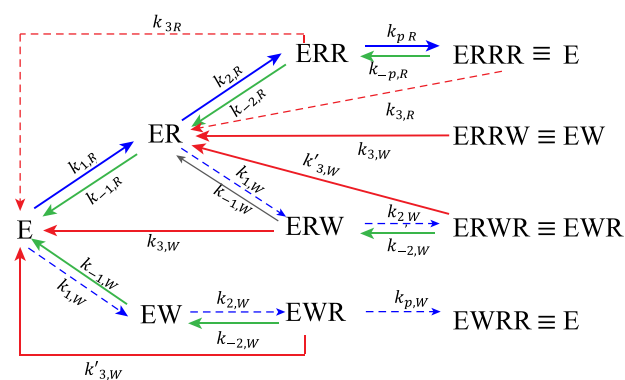 k3R
ERR
kp R
k−p,R
ERRR ≡ E
k2,R
k−2,R
k3,R
ER
k3,W
ERRW ≡ EW
k′3,W
k1,R
k−1,R
k1,W
k−1,W
E
k3,W
ERW
k2,W
k−2,W
ERWR ≡ EWR
k−1,W
k1,W
EW
k2,W
k−2,W
EWR
kp,W
EWRR ≡ E
k′3,W